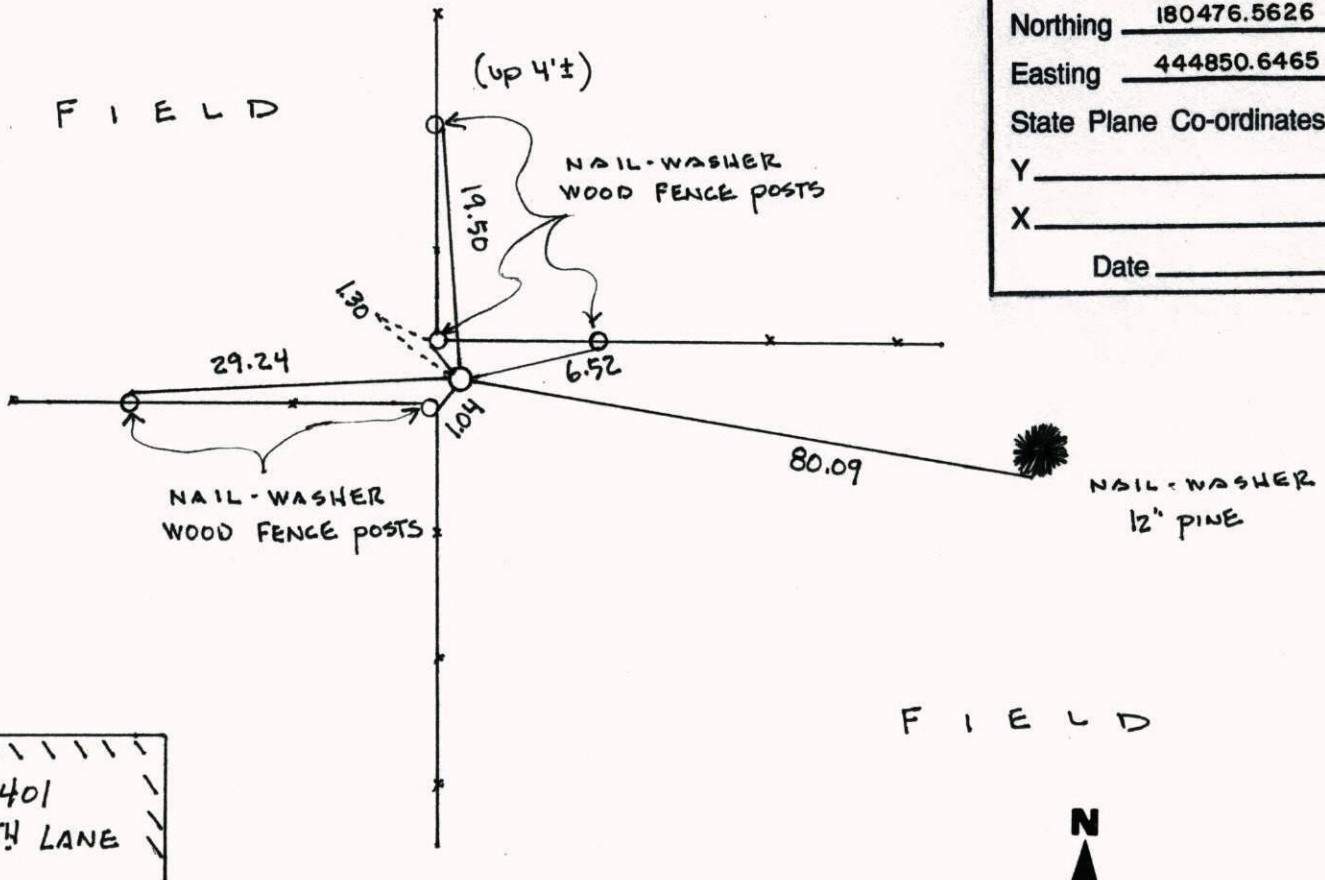 Northing 180476.5626
Easting 444850.6465
State Plane Co-ordinates
Y
X
Date
FIELD
(up 4'±)
NAIL-WASHER
WOOD FENCE POSTS
19.50
1.30
29.24
6.52
1.04
80.09
NAIL-WASHER
WOOD FENCE POSTS
NAIL-WASHER
12" PINE
FIELD
401
TH LANE
N